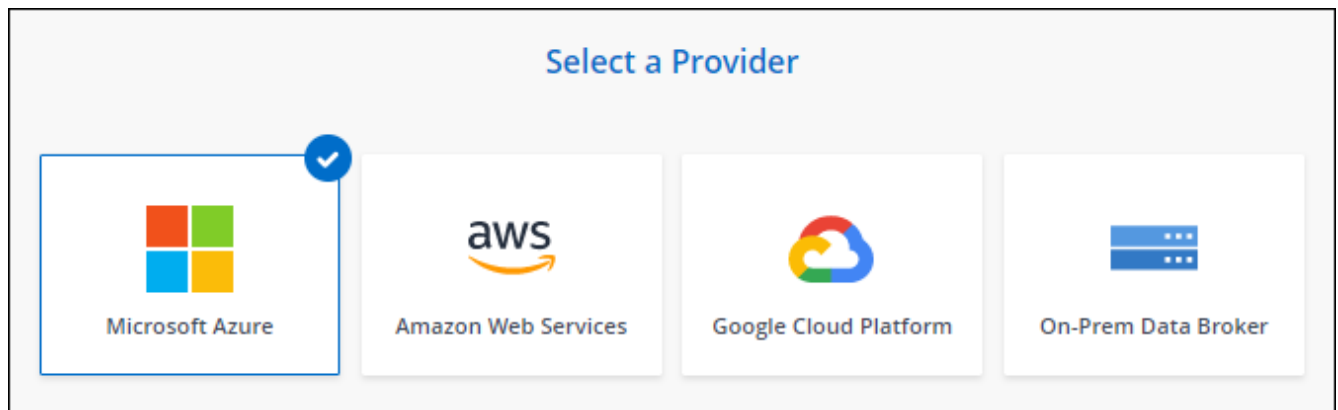 Select a Provider
aws
Microsoft Azure
Amazon Web Services
Google Cloud Platform
On-Prem Data Broker